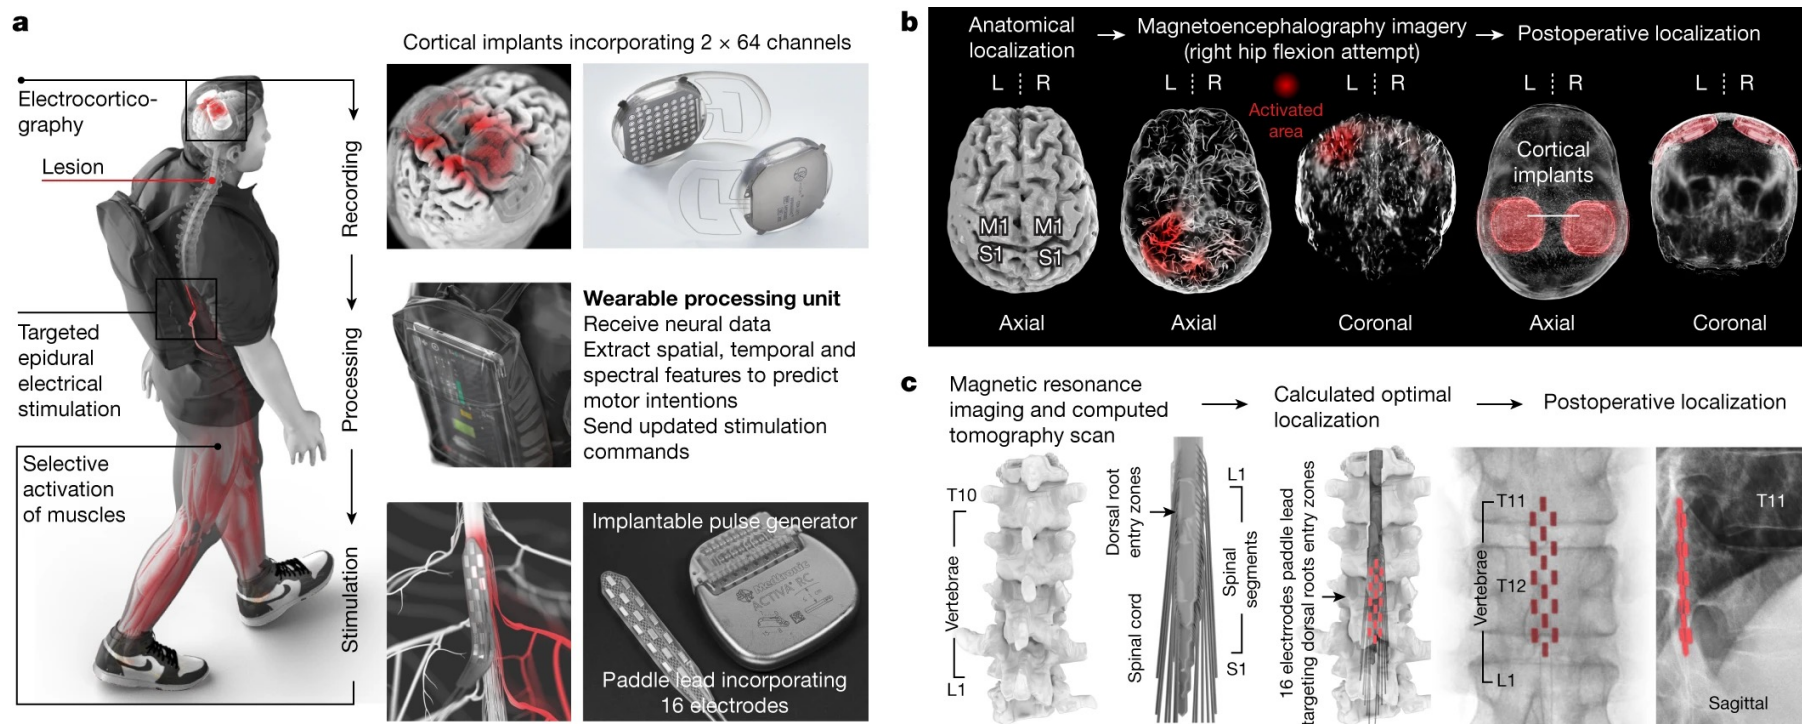 a
Cortical implants incorporating 2 × 64 channels
Electrocortico-
graphy
Lesion
Targeted
epidural
electrical
stimulation
Selective
activation
of muscles
Recording
Processing
Stimulation
Wearable processing unit
Receive neural data
Extract spatial, temporal and
spectral features to predict
motor intentions
Send updated stimulation
commands
Implantable pulse generator
Medtronic
ACTIVA RC
Paddle lead incorporating
16 electrodes
b
Anatomical
localization
Magnetoencephalography imagery
(right hip flexion attempt)
Postoperative localization
L R
L R
L R
L R
L R
Activated
area
M1 M1
S1 S1
Cortical
implants
Axial
Axial
Coronal
Axial
Coronal
c
Magnetic resonance
imaging and computed
tomography scan
Calculated optimal
localization
Postoperative localization
T10
Vertebrae
L1
Dorsal root
entry zones
Spinal cord
L1
Spinal
segments
S1
16 electrrodes paddle lead
targeting dorsal roots entry zones
T11
Vertebrae
T12
L1
T11
Sagittal